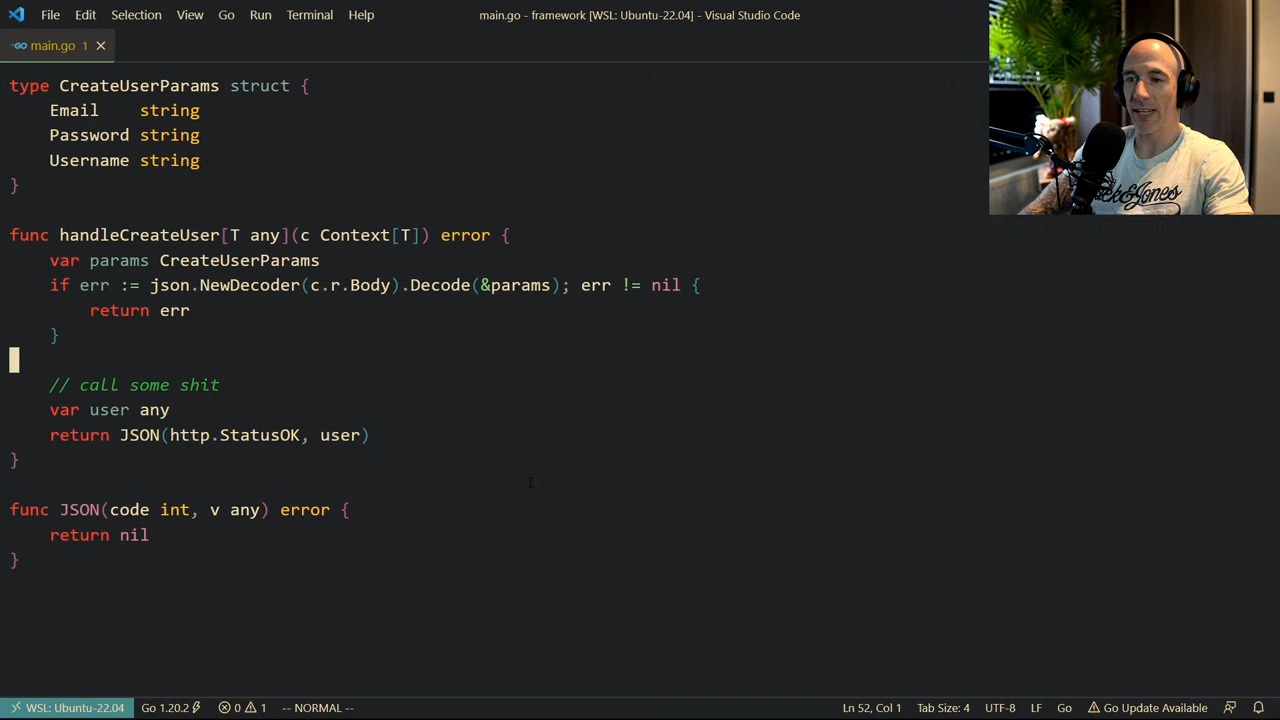 File Edit Selection View Go Run Terminal Help
main.go - framework [WSL: Ubuntu-22.04] - Visual Studio Code
GO main.go 1
type CreateUserParams struct {
Email string
Password string
Username string
}
func handleCreateUser[T any](c Context[T]) error {
var params CreateUserParams
if err := json.NewDecoder(c.r.Body).Decode(&params); err != nil {
return err
}
// call some shit
var user any
return JSON(http.StatusOK, user)
}
func JSON(code int, v any) error {
return nil
}
WSL: Ubuntu-22.04 Go 1.20.2 0 1 -- NORMAL -- Ln 52, Col 1 Tab Size: 4 UTF-8 LF Go Go Update Available